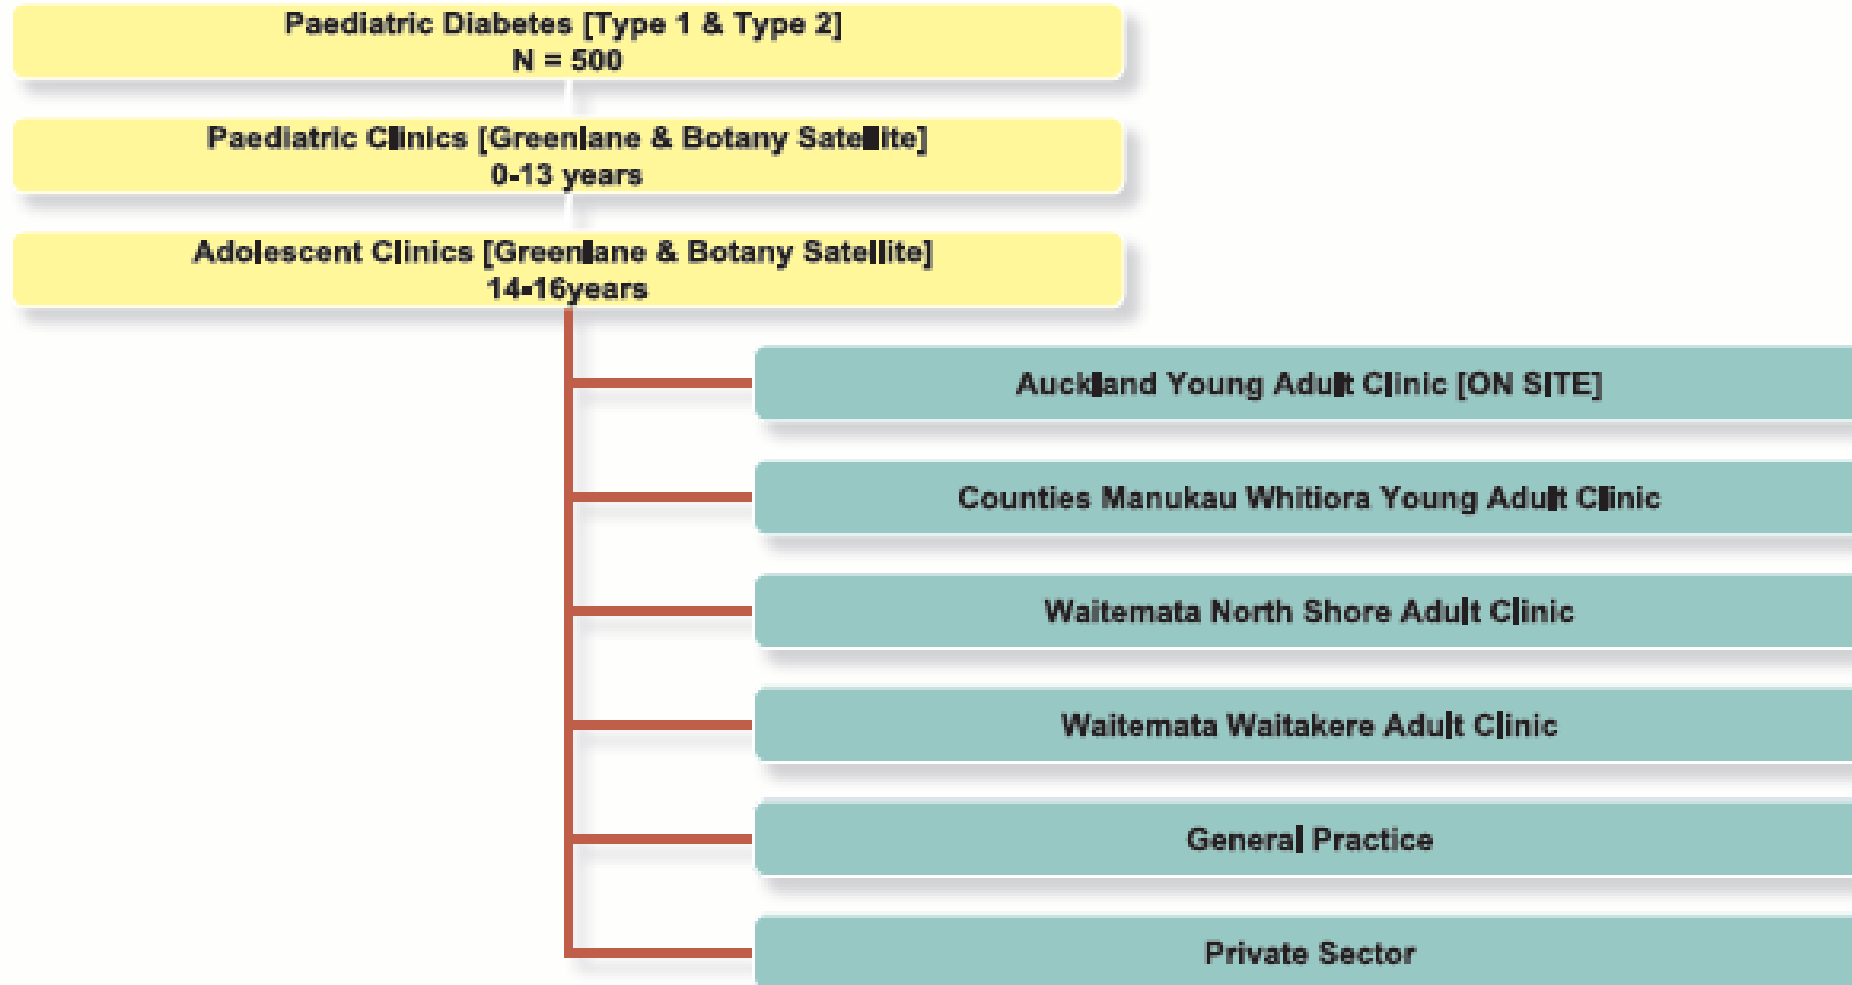 Paediatric Diabetes [Type 1 & Type 2]
N = 500
Paediatric Clinics [Greenlane & Botany Satellite]
0-13 years
Adolescent Clinics [Greenlane & Botany Satellite]
14-16years
Auckland Young Adult Clinic [ON SITE]
Counties Manukau Whitiora Young Adult Clinic
Waitemata North Shore Adult Clinic
Waitemata Waitakere Adult Clinic
General Practice
Private Sector